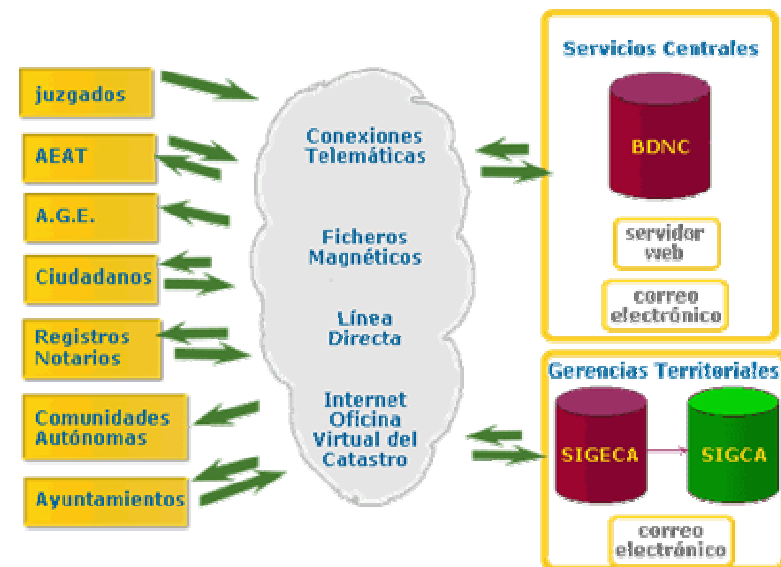 juzgados
AEAT
A.G.E.
Ciudadanos
Registros
Notarios
Comunidades
Autónomas
Ayuntamientos
Conexiones
Telemáticas
Ficheros
Magnéticos
Línea
Directa
Internet
Oficina
Virtual del
Catastro
Servicios Centrales
BDNC
servidor
web
correo
electrónico
Gerencias Territoriales
SIGECA
SIGCA
correo
electrónico